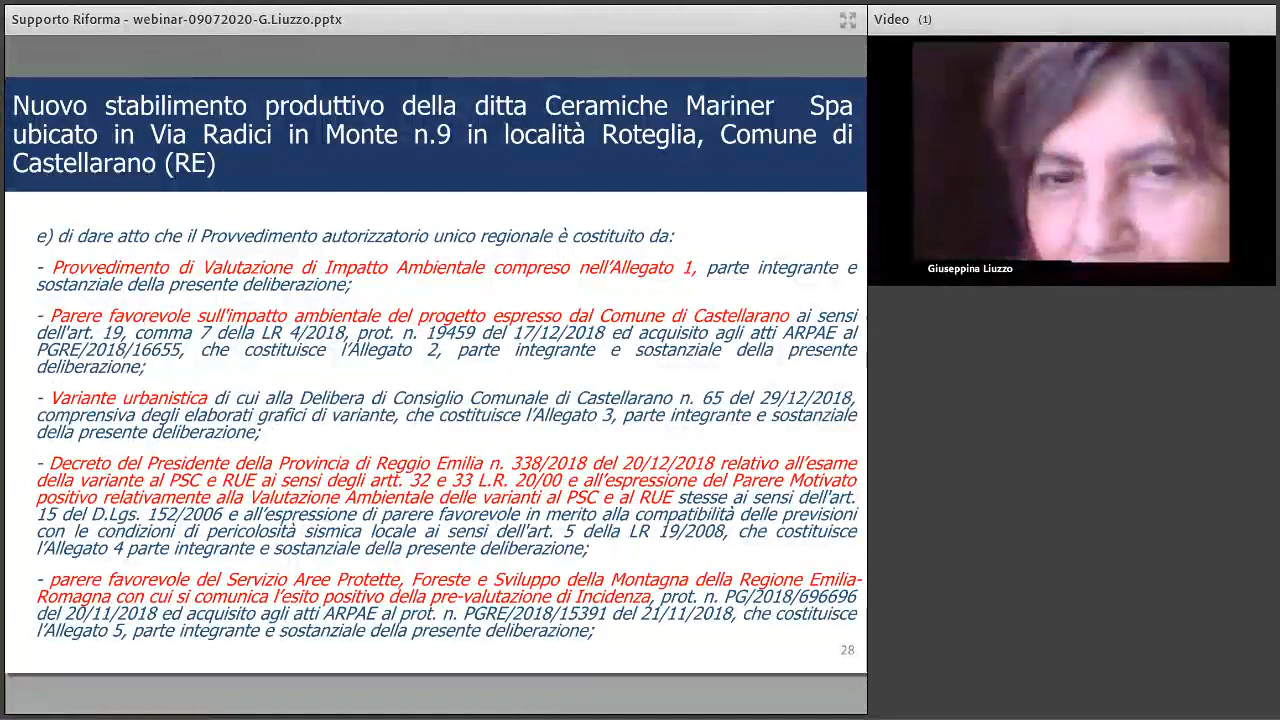 Supporto Riforma - webinar-09072020-G.Liuzzo.pptx
Video (1)
Nuovo stabilimento produttivo della ditta Ceramiche Mariner Spa
ubicato in Via Radici in Monte n.9 in località Roteglia, Comune di
Castellarano (RE)
Giuseppina Liuzzo
e) di dare atto che il Provvedimento autorizzatorio unico regionale è costituito da:
- Provvedimento di Valutazione di Impatto Ambientale compreso nell'Allegato 1, parte integrante e
sostanziale della presente deliberazione;
- Parere favorevole sull'impatto ambientale del progetto espresso dal Comune di Castellarano ai sensi
dell'art. 19, comma 7 della LR 4/2018, prot. n. 19459 del 17/12/2018 ed acquisito agli atti ARPAE al
PGRE/2018/16655, che costituisce l'Allegato 2, parte integrante e sostanziale della presente
deliberazione;
- Variante urbanistica di cui alla Delibera di Consiglio Comunale di Castellarano n. 65 del 29/12/2018,
comprensiva degli elaborati grafici di variante, che costituisce l'Allegato 3, parte integrante e sostanziale
della presente deliberazione;
- Decreto del Presidente della Provincia di Reggio Emilia n. 338/2018 del 20/12/2018 relativo all'esame
della variante al PSC e RUE ai sensi degli artt. 32 e 33 L.R. 20/00 e all'espressione del Parere Motivato
positivo relativamente alla Valutazione Ambientale delle varianti al PSC e al RUE stesse ai sensi dell'art.
15 del D.Lgs. 152/2006 e all'espressione di parere favorevole in merito alla compatibilità delle previsioni
con le condizioni di pericolosità sismica locale ai sensi dell'art. 5 della LR 19/2008, che costituisce
l'Allegato 4 parte integrante e sostanziale della presente deliberazione;
- parere favorevole del Servizio Aree Protette, Foreste e Sviluppo della Montagna della Regione Emilia-
Romagna con cui si comunica l'esito positivo della pre-valutazione di Incidenza, prot. n. PG/2018/696696
del 20/11/2018 ed acquisito agli atti ARPAE al prot. n. PGRE/2018/15391 del 21/11/2018, che costituisce
l'Allegato 5, parte integrante e sostanziale della presente deliberazione;
28